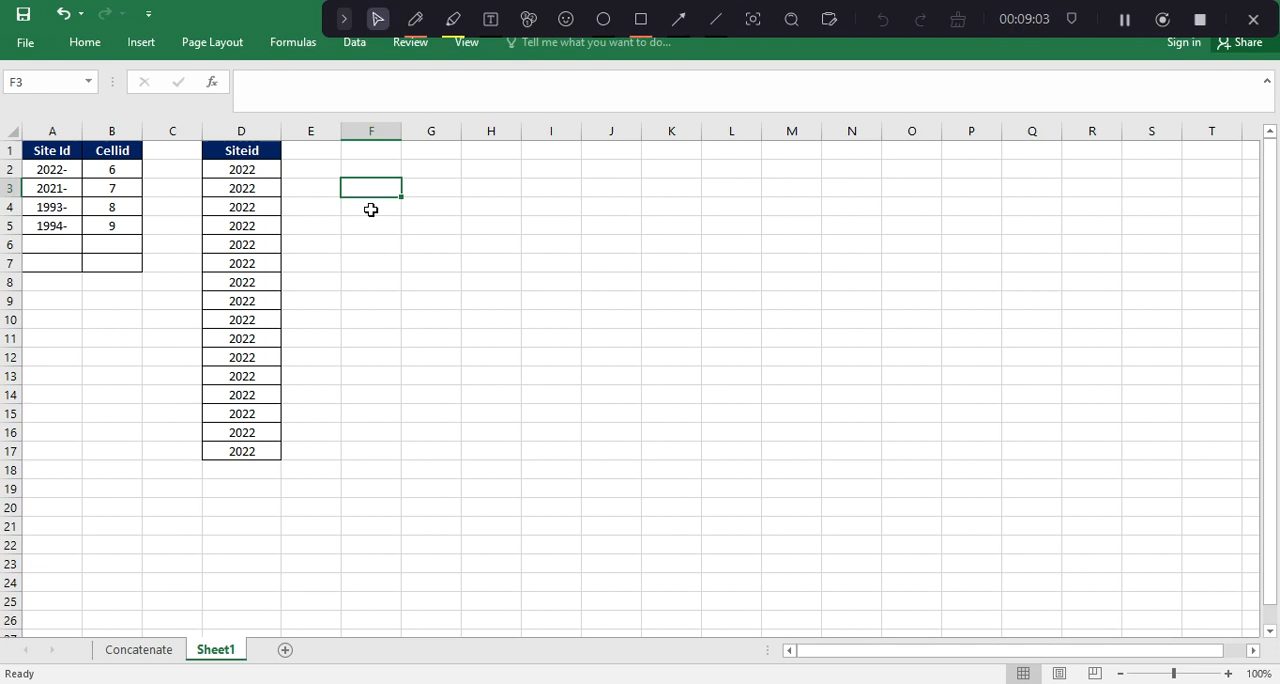 00:09:03
File Home Insert Page Layout Formulas Data Review View Tell me what you want to do... Sign in Share
F3 fx
A B C D E F G H I J K L M N O P Q R S T
1 Site Id Cellid Siteid
2 2022- 6 2022
3 2021- 7 2022
4 1993- 8 2022
5 1994- 9 2022
6 2022
7 2022
8 2022
9 2022
10 2022
11 2022
12 2022
13 2022
14 2022
15 2022
16 2022
17 2022
18
19
20
21
22
23
24
25
26
Concatenate Sheet1
Ready 100%